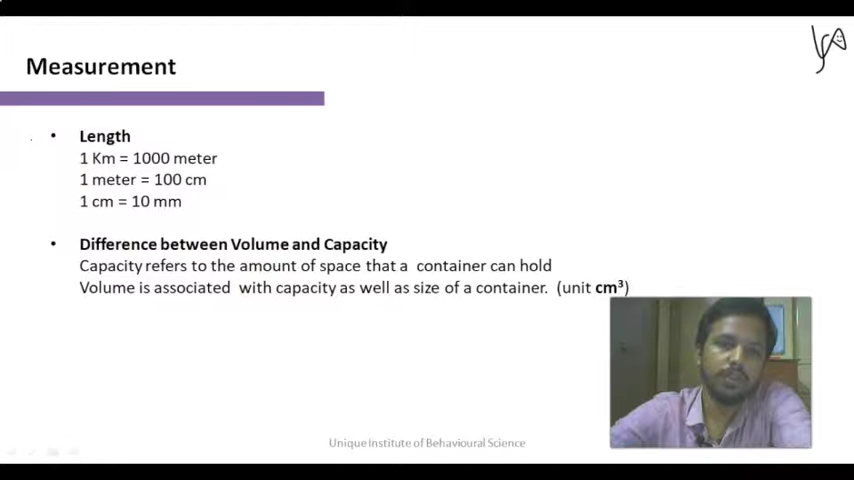 Measurement
• Length
1 Km = 1000 meter
1 meter = 100 cm
1 cm = 10 mm
• Difference between Volume and Capacity
Capacity refers to the amount of space that a container can hold
Volume is associated with capacity as well as size of a container. (unit cm³)
Unique Institute of Behavioural Science